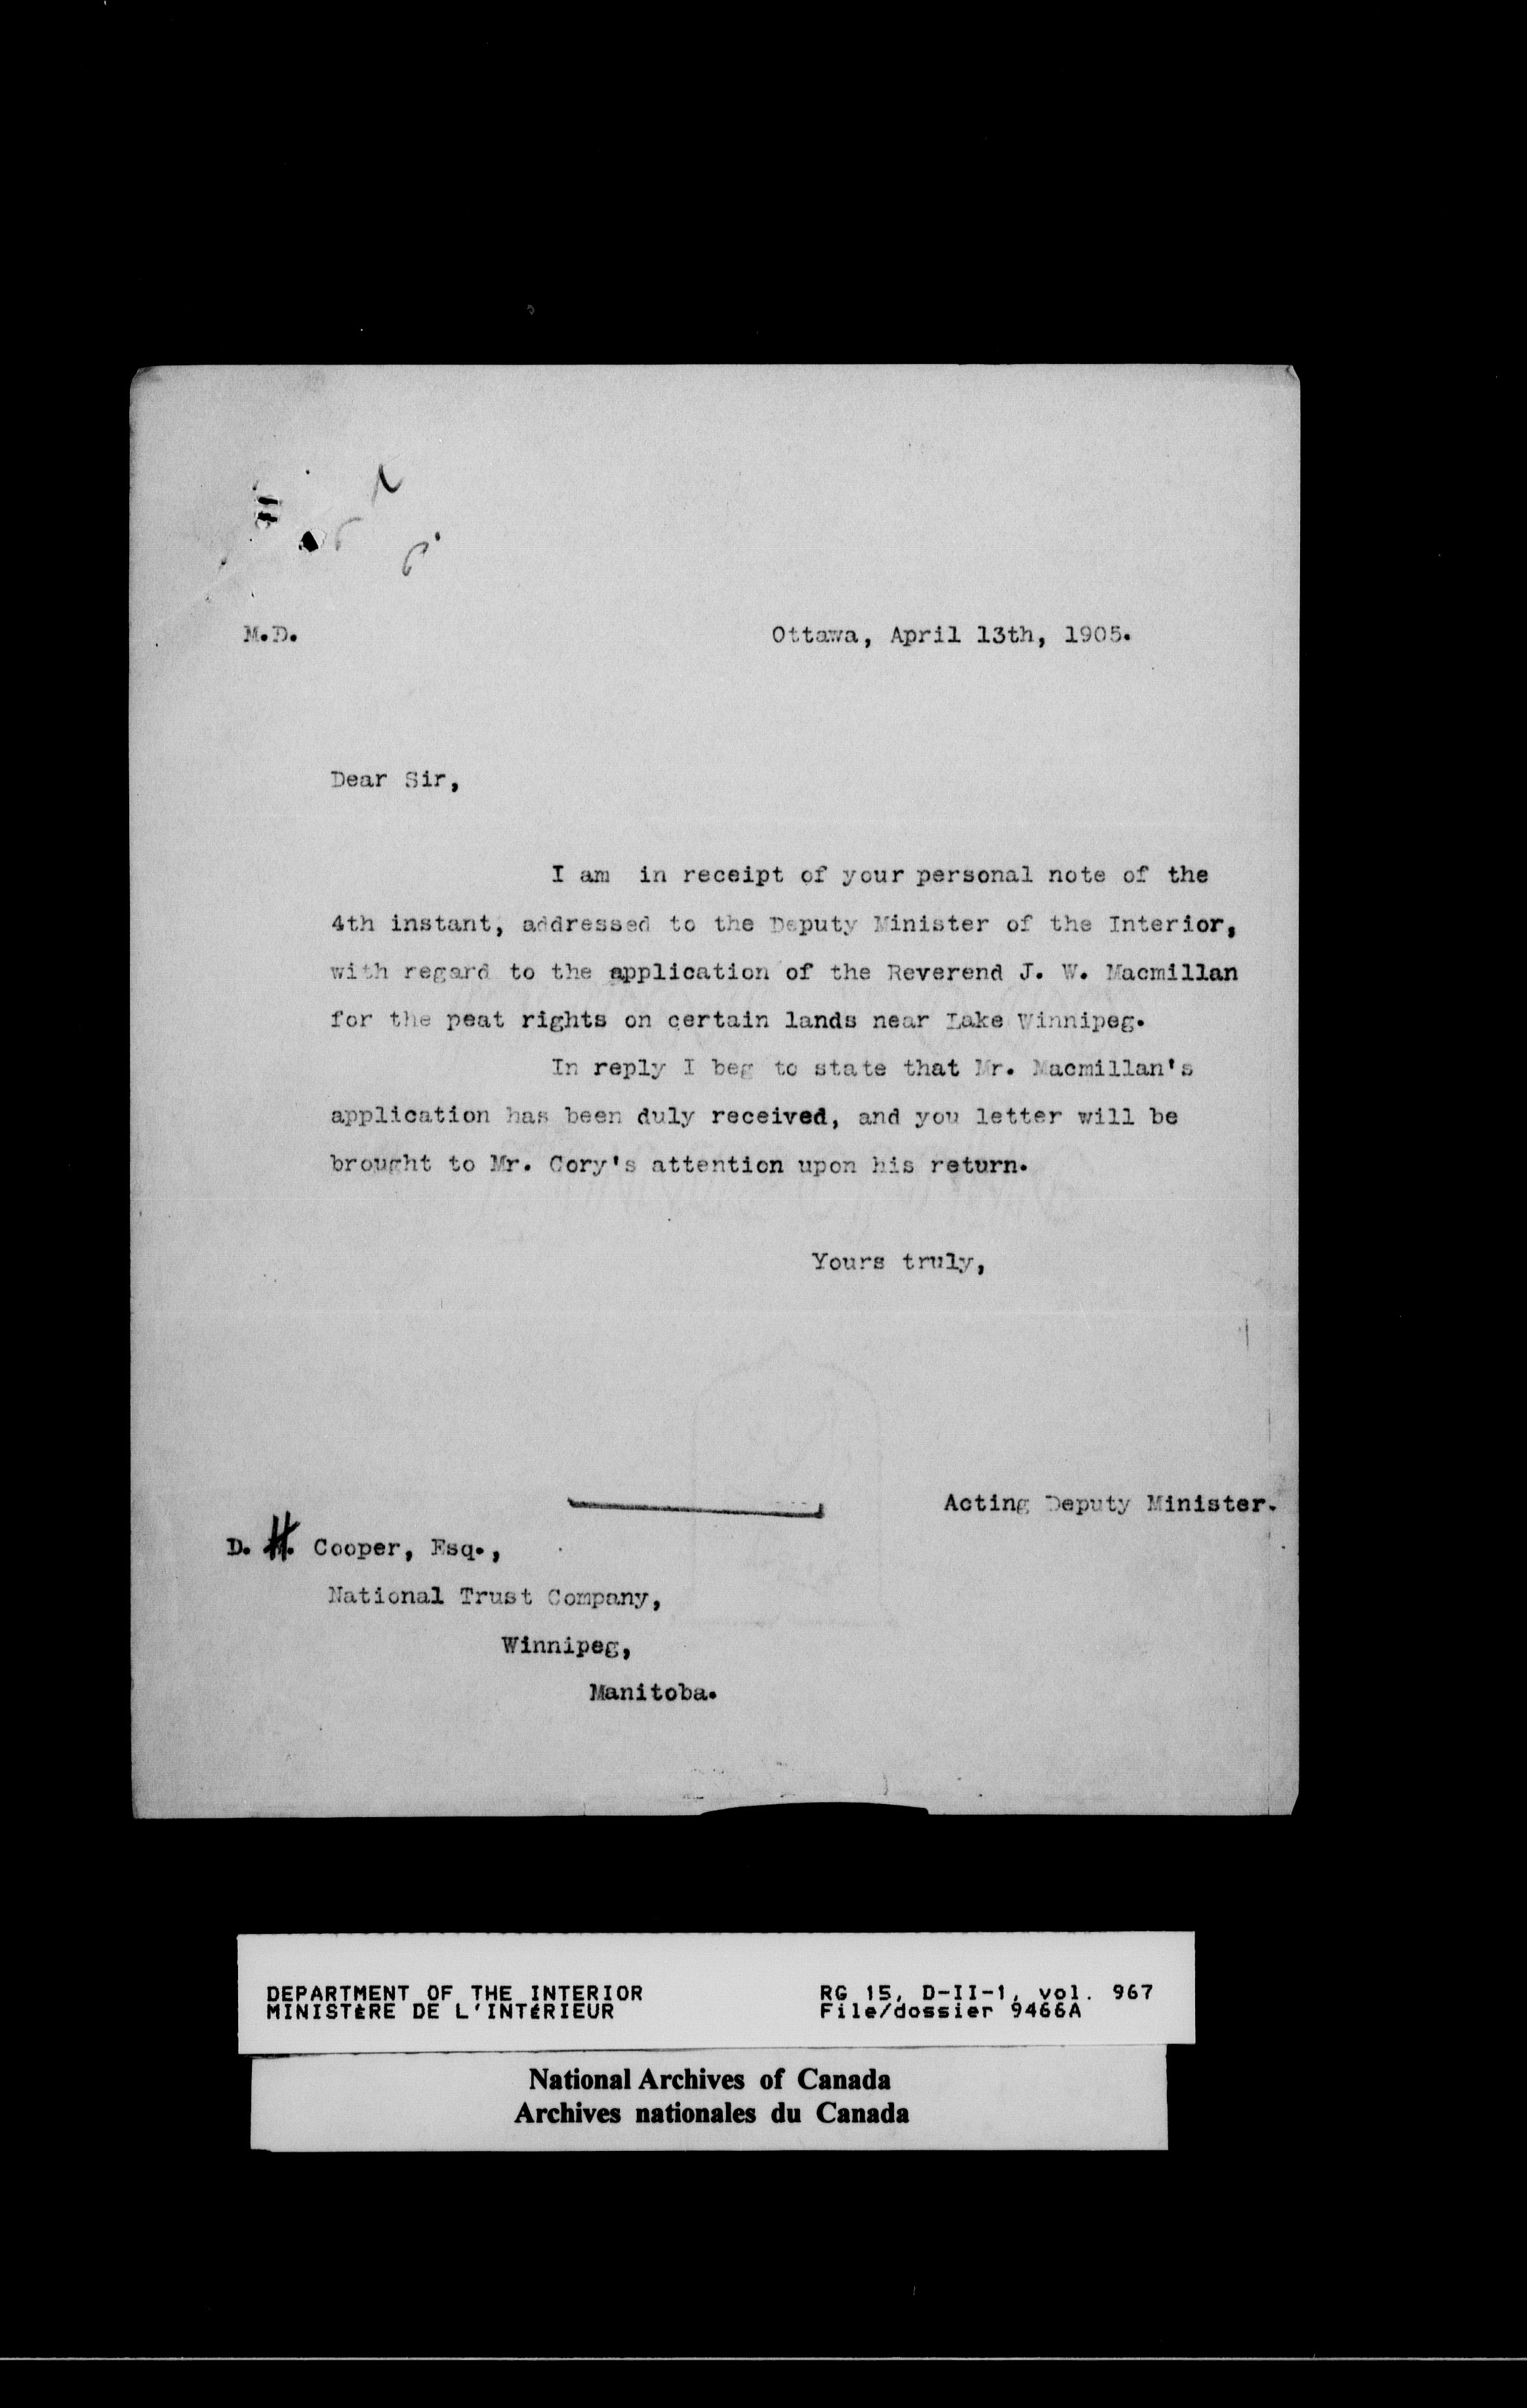 M.D. Ottawa, April 13th, 1905.
Dear Sir,
I am in receipt of your personal note of the
4th instant, addressed to the Deputy Minister of the Interior,
with regard to the application of the Reverend J. W. Macmillan
for the peat rights on certain lands near Lake Winnipeg.
In reply I beg to state that Mr. Macmillan's
application has been duly received, and you letter will be
brought to Mr. Cory's attention upon his return.
Yours truly,
Acting Deputy Minister.
D. H. Cooper, Esq.,
National Trust Company,
Winnipeg,
Manitoba.
DEPARTMENT OF THE INTERIOR RG 15, D-II-1, vol. 967
MINISTÈRE DE L'INTÉRIEUR File/dossier 9466A
National Archives of Canada
Archives nationales du Canada